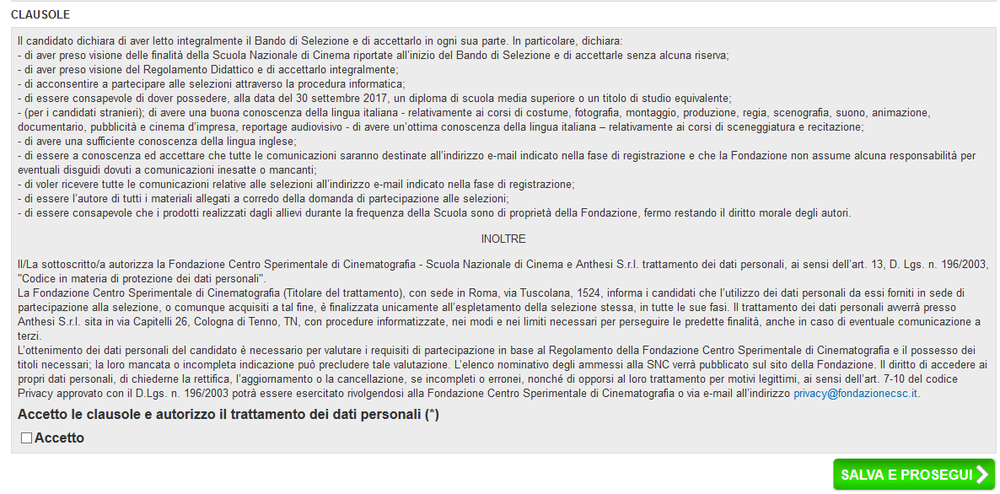 CLAUSOLE
Il candidato dichiara di aver letto integralmente il Bando di Selezione e di accettarlo in ogni sua parte. In particolare, dichiara:
- di aver preso visione delle finalità della Scuola Nazionale di Cinema riportate all'inizio del Bando di Selezione e di accettarle senza alcuna riserva;
- di aver preso visione del Regolamento Didattico e di accettarlo integralmente;
- di acconsentire a partecipare alle selezioni attraverso la procedura informatica;
- di essere consapevole di dover possedere, alla data del 30 settembre 2017, un diploma di scuola media superiore o un titolo di studio equivalente;
- (per i candidati stranieri); di avere una buona conoscenza della lingua italiana - relativamente ai corsi di costume, fotografia, montaggio, produzione, regia, scenografia, suono, animazione,
documentario, pubblicità e cinema d'impresa, reportage audiovisivo - di avere un'ottima conoscenza della lingua italiana – relativamente ai corsi di sceneggiatura e recitazione;
- di avere una sufficiente conoscenza della lingua inglese;
- di essere a conoscenza ed accettare che tutte le comunicazioni saranno destinate all'indirizzo e-mail indicato nella fase di registrazione e che la Fondazione non assume alcuna responsabilità per
eventuali disguidi dovuti a comunicazioni inesatte o mancanti;
- di voler ricevere tutte le comunicazioni relative alle selezioni all'indirizzo e-mail indicato nella fase di registrazione;
- di essere l'autore di tutti i materiali allegati a corredo della domanda di partecipazione alle selezioni;
- di essere consapevole che i prodotti realizzati dagli allievi durante la frequenza della Scuola sono di proprietà della Fondazione, fermo restando il diritto morale degli autori.
INOLTRE
Il/La sottoscritto/a autorizza la Fondazione Centro Sperimentale di Cinematografia - Scuola Nazionale di Cinema e Anthesi S.r.l. trattamento dei dati personali, ai sensi dell'art. 13, D. Lgs. n. 196/2003,
"Codice in materia di protezione dei dati personali".
La Fondazione Centro Sperimentale di Cinematografia (Titolare del trattamento), con sede in Roma, via Tuscolana, 1524, informa i candidati che l'utilizzo dei dati personali da essi forniti in sede di
partecipazione alla selezione, o comunque acquisiti a tal fine, è finalizzata unicamente all'espletamento della selezione stessa, in tutte le sue fasi. Il trattamento dei dati personali avverrà presso
Anthesi S.r.l. sita in via Capitelli 26, Cologna di Tenno, TN, con procedure informatizzate, nei modi e nei limiti necessari per perseguire le predette finalità, anche in caso di eventuale comunicazione a
terzi.
L'ottenimento dei dati personali del candidato è necessario per valutare i requisiti di partecipazione in base al Regolamento della Fondazione Centro Sperimentale di Cinematografia e il possesso dei
titoli necessari; la loro mancata o incompleta indicazione può precludere tale valutazione. L'elenco nominativo degli ammessi alla SNC verrà pubblicato sul sito della Fondazione. Il diritto di accedere ai
propri dati personali, di chiederne la rettifica, l'aggiornamento o la cancellazione, se incompleti o erronei, nonché di opporsi al loro trattamento per motivi legittimi, ai sensi dell'art. 7-10 del codice
Privacy approvato con il D.Lgs. n. 196/2003 potrà essere esercitato rivolgendosi alla Fondazione Centro Sperimentale di Cinematografia o via e-mail all'indirizzo privacy@fondazionecsc.it.
Accetto le clausole e autorizzo il trattamento dei dati personali (*)
Accetto
SALVA E PROSEGUI